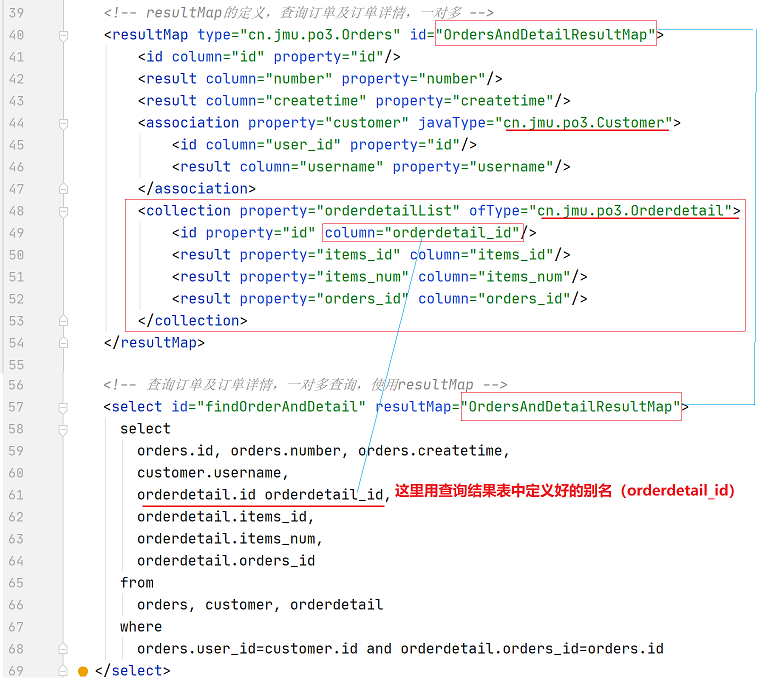 39 <!-- resultMap的定义，查询订单及订单详情，一对多 -->
40 <resultMap type="cn.jmu.po3.Orders" id="OrdersAndDetailResultMap">
41 <id column="id" property="id"/>
42 <result column="number" property="number"/>
43 <result column="createtime" property="createtime"/>
44 <association property="customer" javaType="cn.jmu.po3.Customer">
45 <id column="user_id" property="id"/>
46 <result column="username" property="username"/>
47 </association>
48 <collection property="orderdetailList" ofType="cn.jmu.po3.Orderdetail">
49 <id property="id" column="orderdetail_id"/>
50 <result property="items_id" column="items_id"/>
51 <result property="items_num" column="items_num"/>
52 <result property="orders_id" column="orders_id"/>
53 </collection>
54 </resultMap>
55
56 <!-- 查询订单及订单详情，一对多查询，使用resultMap -->
57 <select id="findOrderAndDetail" resultMap="OrdersAndDetailResultMap">
58 select
59 orders.id, orders.number, orders.createtime,
60 customer.username,
61 orderdetail.id orderdetail_id, 这里用查询结果表中定义好的别名（orderdetail_id）
62 orderdetail.items_id,
63 orderdetail.items_num,
64 orderdetail.orders_id
65 from
66 orders, customer, orderdetail
67 where
68 orders.user_id=customer.id and orderdetail.orders_id=orders.id
69 </select>